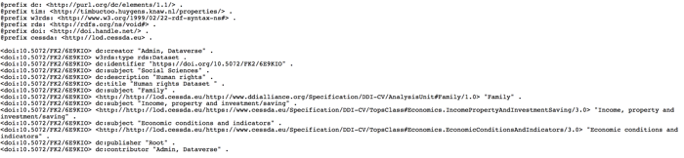 @prefix dc: <http://purl.org/dc/elements/1.1/> .
@prefix tim: <http://timbuctoo.huygens.knaw.nl/properties/> .
@prefix w3rds: <http://www.w3.org/1999/02/22-rdf-syntax-ns#> .
@prefix rds: <http://rdfs.org/ns/void#> .
@prefix doi: <http://doi.handle.net/> .
@prefix cessda: <http://lod.cessda.eu> .

<doi:10.5072/FK2/6E9KIO> dc:creator "Admin, Dataverse" .
<doi:10.5072/FK2/6E9KIO> w3rds:type rds:Dataset .
<doi:10.5072/FK2/6E9KIO> dc:identifier "https://doi.org/10.5072/FK2/6E9KIO" .
<doi:10.5072/FK2/6E9KIO> dc:subject "Social Sciences" .
<doi:10.5072/FK2/6E9KIO> dc:description "Human rights" .
<doi:10.5072/FK2/6E9KIO> dc:title "Human rights Dataset " .
<doi:10.5072/FK2/6E9KIO> dc:subject "Family" .
<doi:10.5072/FK2/6E9KIO> <http://http://lod.cessda.eu/http://www.ddialliance.org/Specification/DDI-CV/AnalysisUnit#Family/1.0> "Family" .
<doi:10.5072/FK2/6E9KIO> dc:subject "Income, property and investment/saving" .
<doi:10.5072/FK2/6E9KIO> <http://http://lod.cessda.eu/https://www.cessda.eu/Specification/DDI-CV/TopsClass#Economics.IncomePropertyAndInvestmentSaving/3.0> "Income, property and
investment/saving" .
<doi:10.5072/FK2/6E9KIO> dc:subject "Economic conditions and indicators" .
<doi:10.5072/FK2/6E9KIO> <http://http://lod.cessda.eu/https://www.cessda.eu/Specification/DDI-CV/TopsClass#Economics.EconomicConditionsAndIndicators/3.0> "Economic conditions and
indicators" .
<doi:10.5072/FK2/6E9KIO> dc:publisher "Root" .
<doi:10.5072/FK2/6E9KIO> dc:contributor "Admin, Dataverse" .